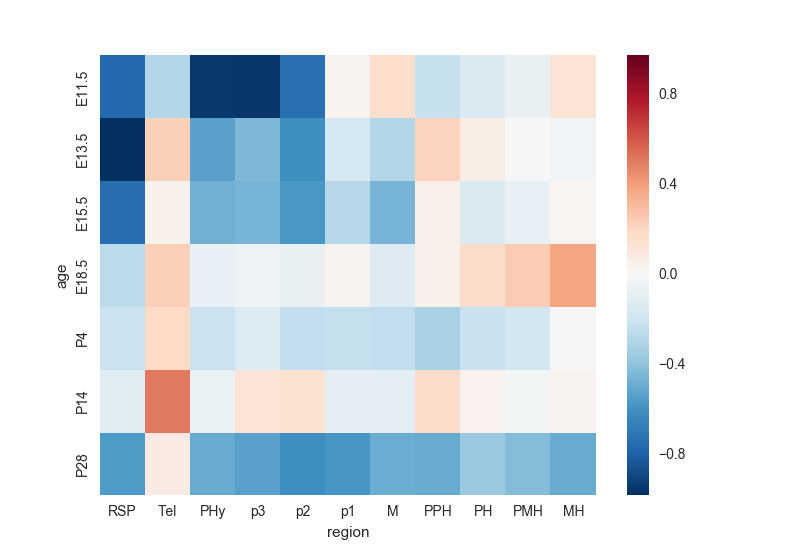 E11.5
E13.5
E15.5
E18.5
P4
P14
P28
age
RSP Tel PHy p3 p2 p1 M PPH PH PMH MH
region
0.8
0.4
0.0
−0.4
−0.8